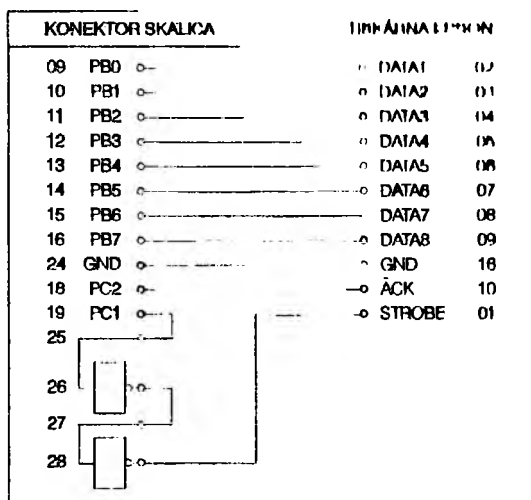 KONEKTOR SKALICA
09 PB0 DATA1 02
10 PB1 DATA2
11 PB2 DATA3 04
12 PB3 DATA4
13 PB4 DATA5
14 PB5 DATA6 07
15 PB6 DATA7 08
16 PB7 DATA8 09
24 GND GND 16
18 PC2 ACK 10
19 PC1 STROBE 01
25
26
27
28